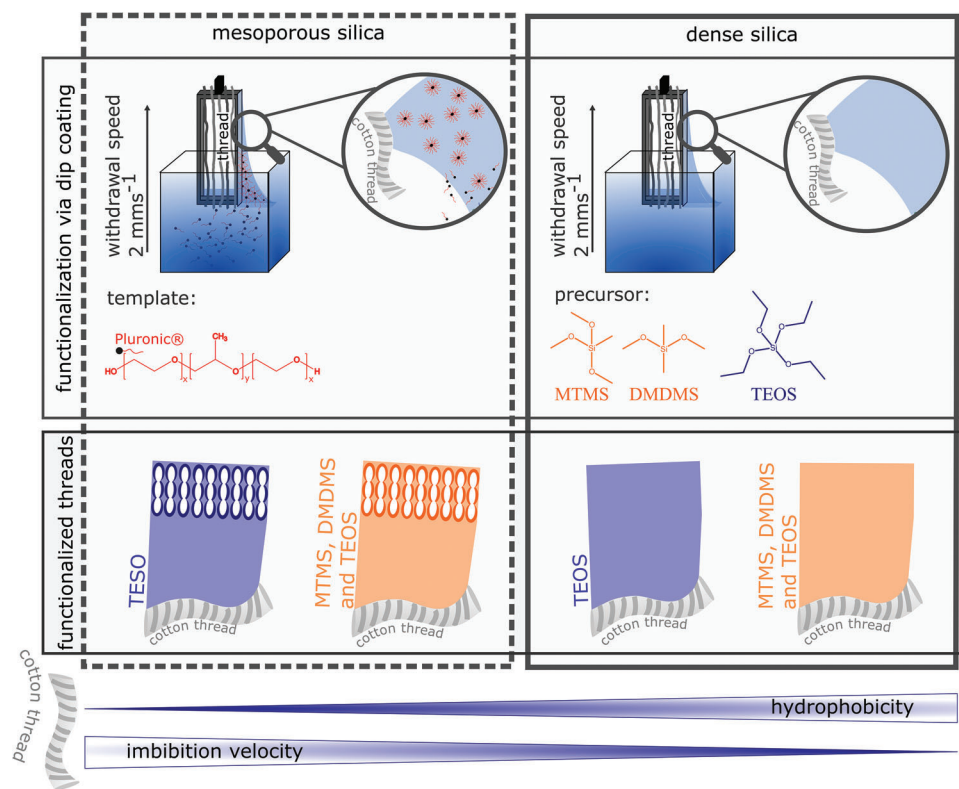 mesoporous silica
dense silica
functionalization via dip coating
withdrawal speed
2 mms⁻¹
thread
cotton thread
template:
Pluronic®
HO
O
x
CH₃
O
y
O
x
H
withdrawal speed
2 mms⁻¹
thread
cotton thread
precursor:
O
Si
O
O
MTMS
O
Si
O
DMDMS
O
O
Si
O
O
TEOS
functionalized threads
TESO
cotton thread
MTMS, DMDMS
and TEOS
cotton thread
TEOS
cotton thread
MTMS, DMDMS
and TEOS
cotton thread
cotton thread
hydrophobicity
imbibition velocity